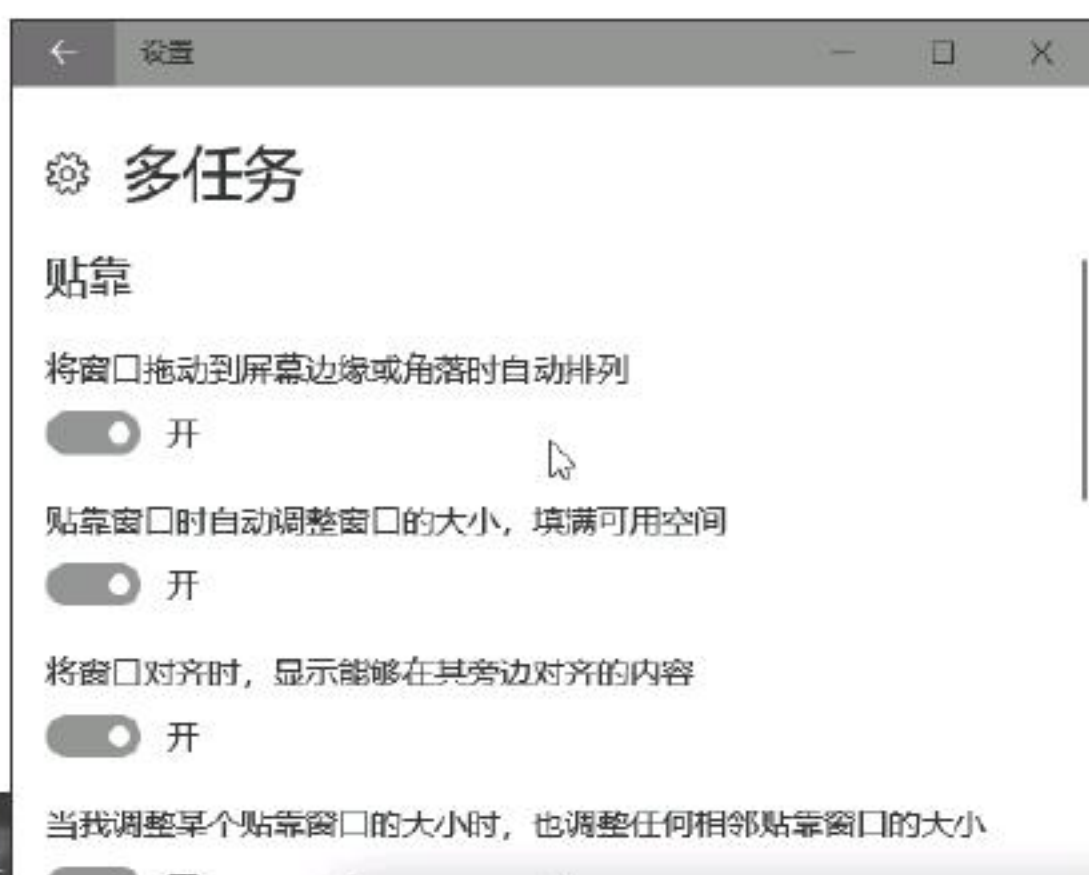 设置
多任务
贴靠
将窗口拖动到屏幕边缘或角落时自动排列
开
贴靠窗口时自动调整窗口的大小，填满可用空间
开
将窗口对齐时，显示能够在其旁边对齐的内容
开
当我调整某个贴靠窗口的大小时，也调整任何相邻贴靠窗口的大小